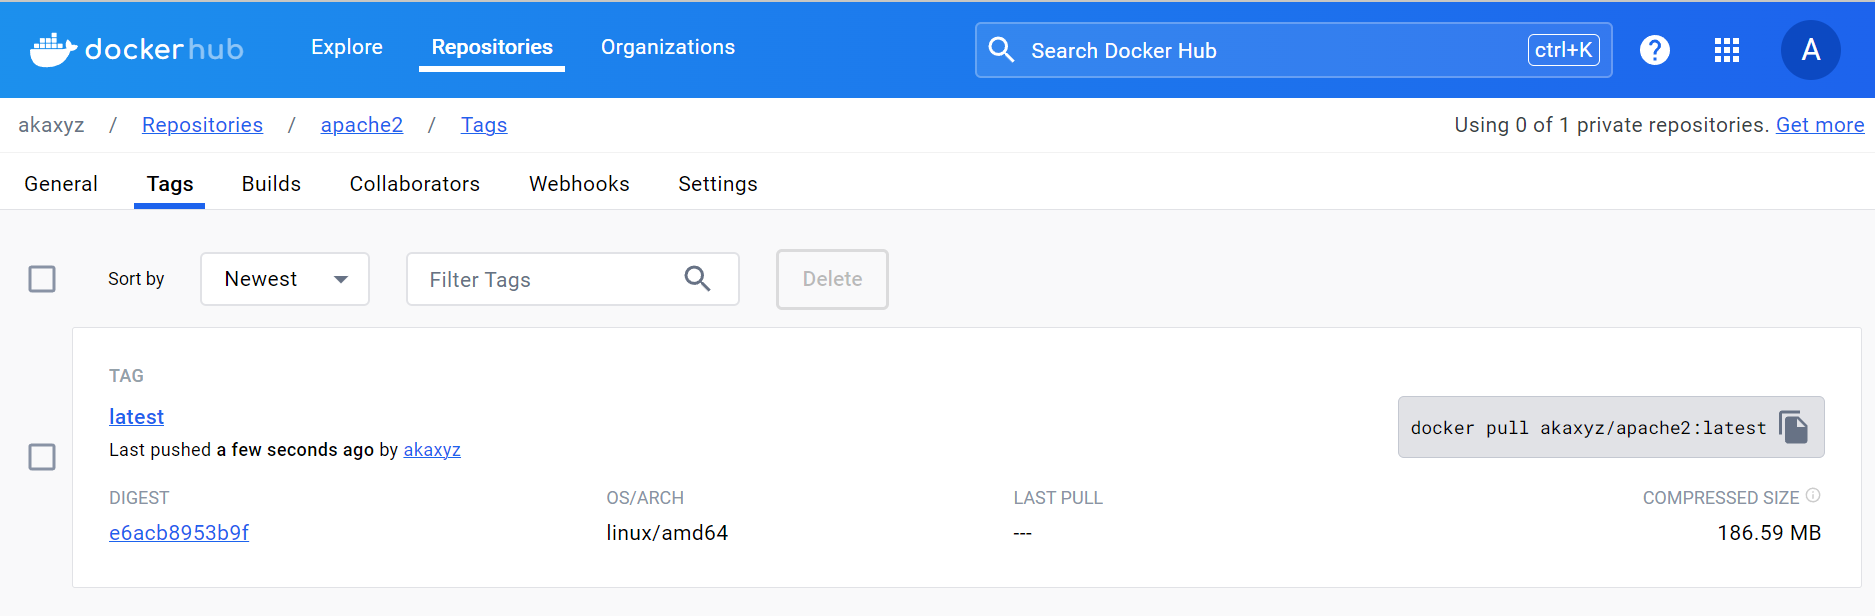 dockerhub Explore Repositories Organizations Search Docker Hub ctrl+K ? A
akaxyz / Repositories / apache2 / Tags Using 0 of 1 private repositories. Get more
General Tags Builds Collaborators Webhooks Settings
Sort by Newest Filter Tags Delete
TAG
latest
docker pull akaxyz/apache2:latest
Last pushed a few seconds ago by akaxyz
DIGEST OS/ARCH LAST PULL COMPRESSED SIZE
e6acb8953b9f linux/amd64 --- 186.59 MB